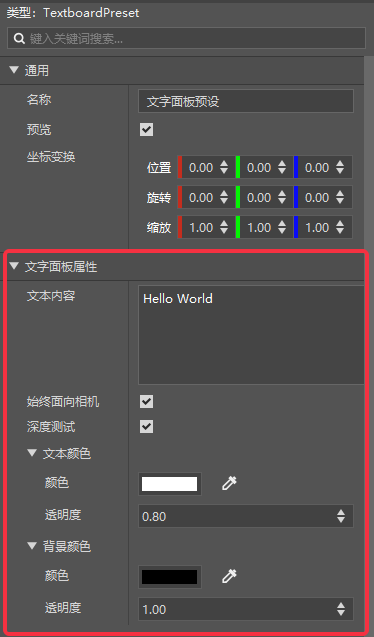 类型：TextboardPreset
键入关键词搜索...
通用
名称 文字面板预设
预览
坐标变换
位置 0.00 0.00 0.00
旋转 0.00 0.00 0.00
缩放 1.00 1.00 1.00
文字面板属性
文本内容 Hello World
始终面向相机
深度测试
文本颜色
颜色
透明度 0.80
背景颜色
颜色
透明度 1.00